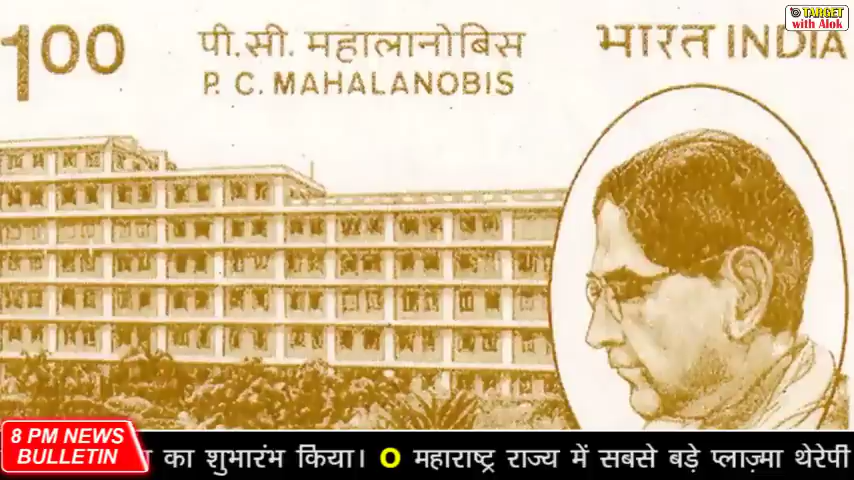 TARGET
with Alok
1.00
पी.सी. महालानोबिस
भारत INDIA
P. C. MAHALANOBIS
8 PM NEWS
BULLETIN
का शुभारंभ किया। O महाराष्ट्र राज्य में सबसे बड़े प्लाज़्मा थेरेपी